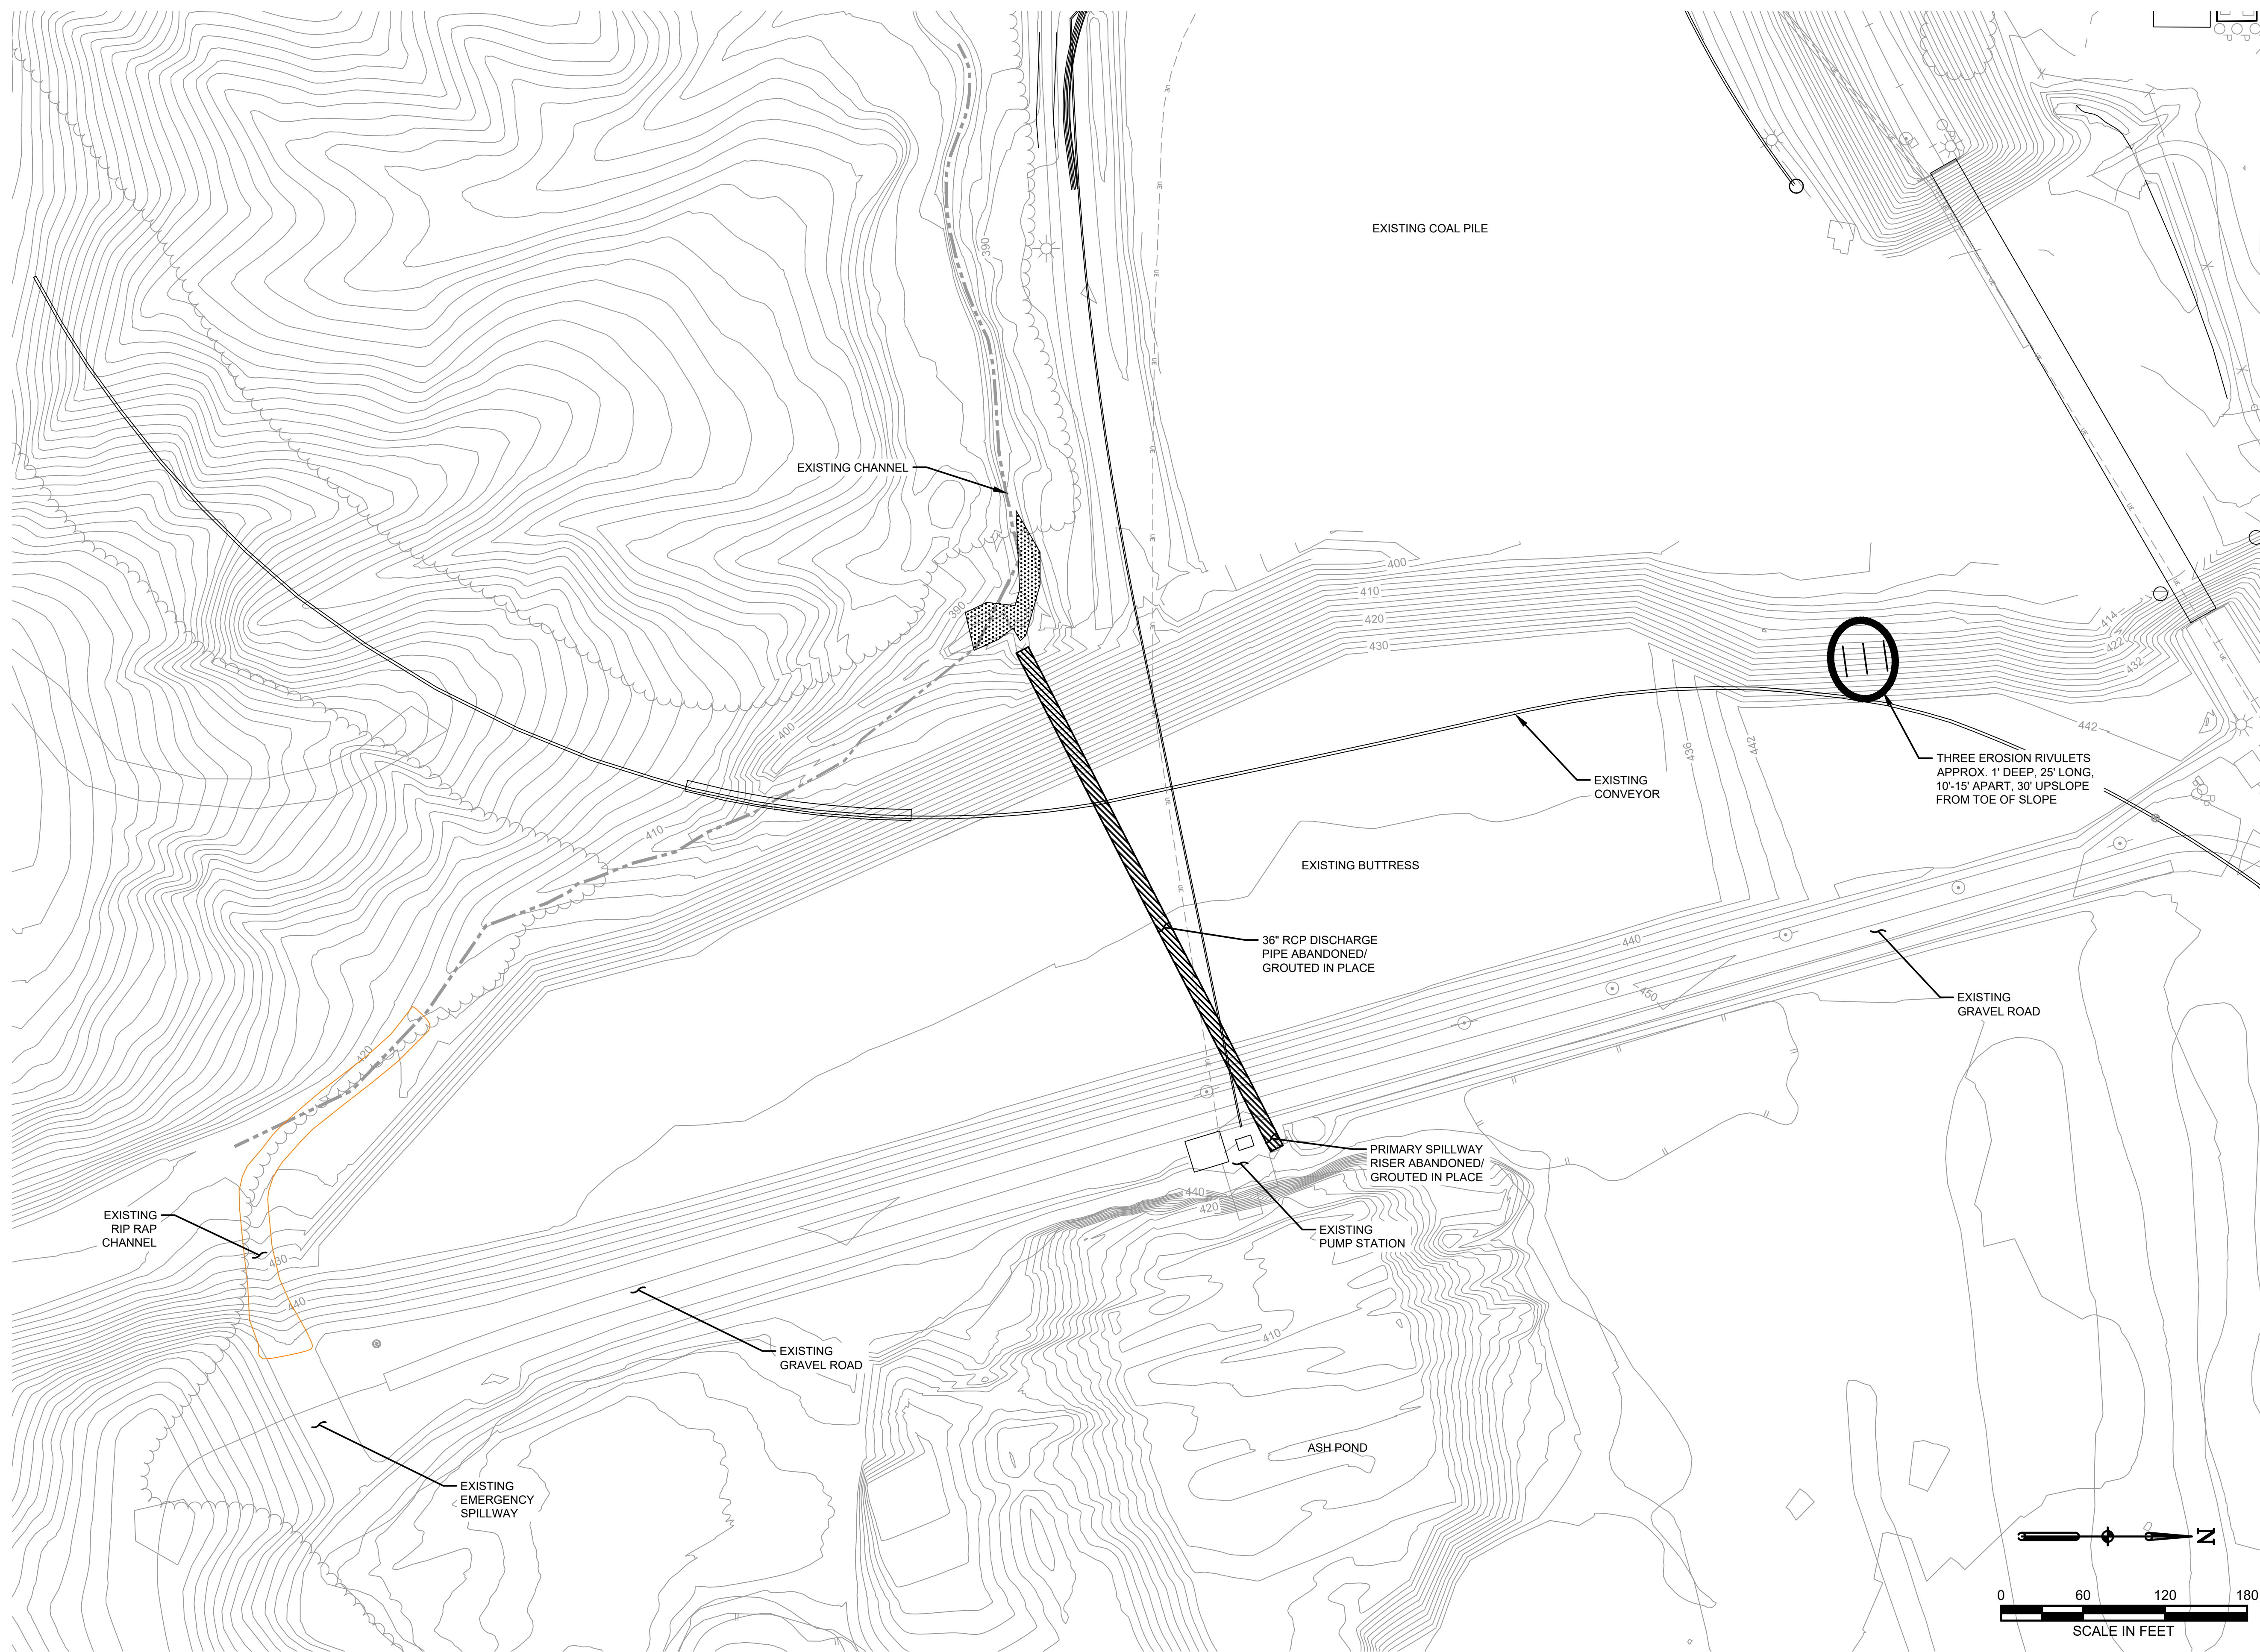 EXISTING COAL PILE
390
EXISTING CHANNEL
400
410
420
430
390
414
422
432
400
442
436
442
EXISTING
CONVEYOR
THREE EROSION RIVULETS
APPROX. 1' DEEP, 25' LONG,
10'-15' APART, 30' UPSLOPE
FROM TOE OF SLOPE
410
EXISTING BUTTRESS
36" RCP DISCHARGE
PIPE ABANDONED/
GROUTED IN PLACE
440
450
EXISTING
GRAVEL ROAD
420
PRIMARY SPILLWAY
RISER ABANDONED/
GROUTED IN PLACE
440
420
EXISTING
RIP RAP
CHANNEL
430
440
EXISTING
PUMP STATION
410
EXISTING
GRAVEL ROAD
ASH POND
EXISTING
EMERGENCY
SPILLWAY
N
0 60 120 180
SCALE IN FEET